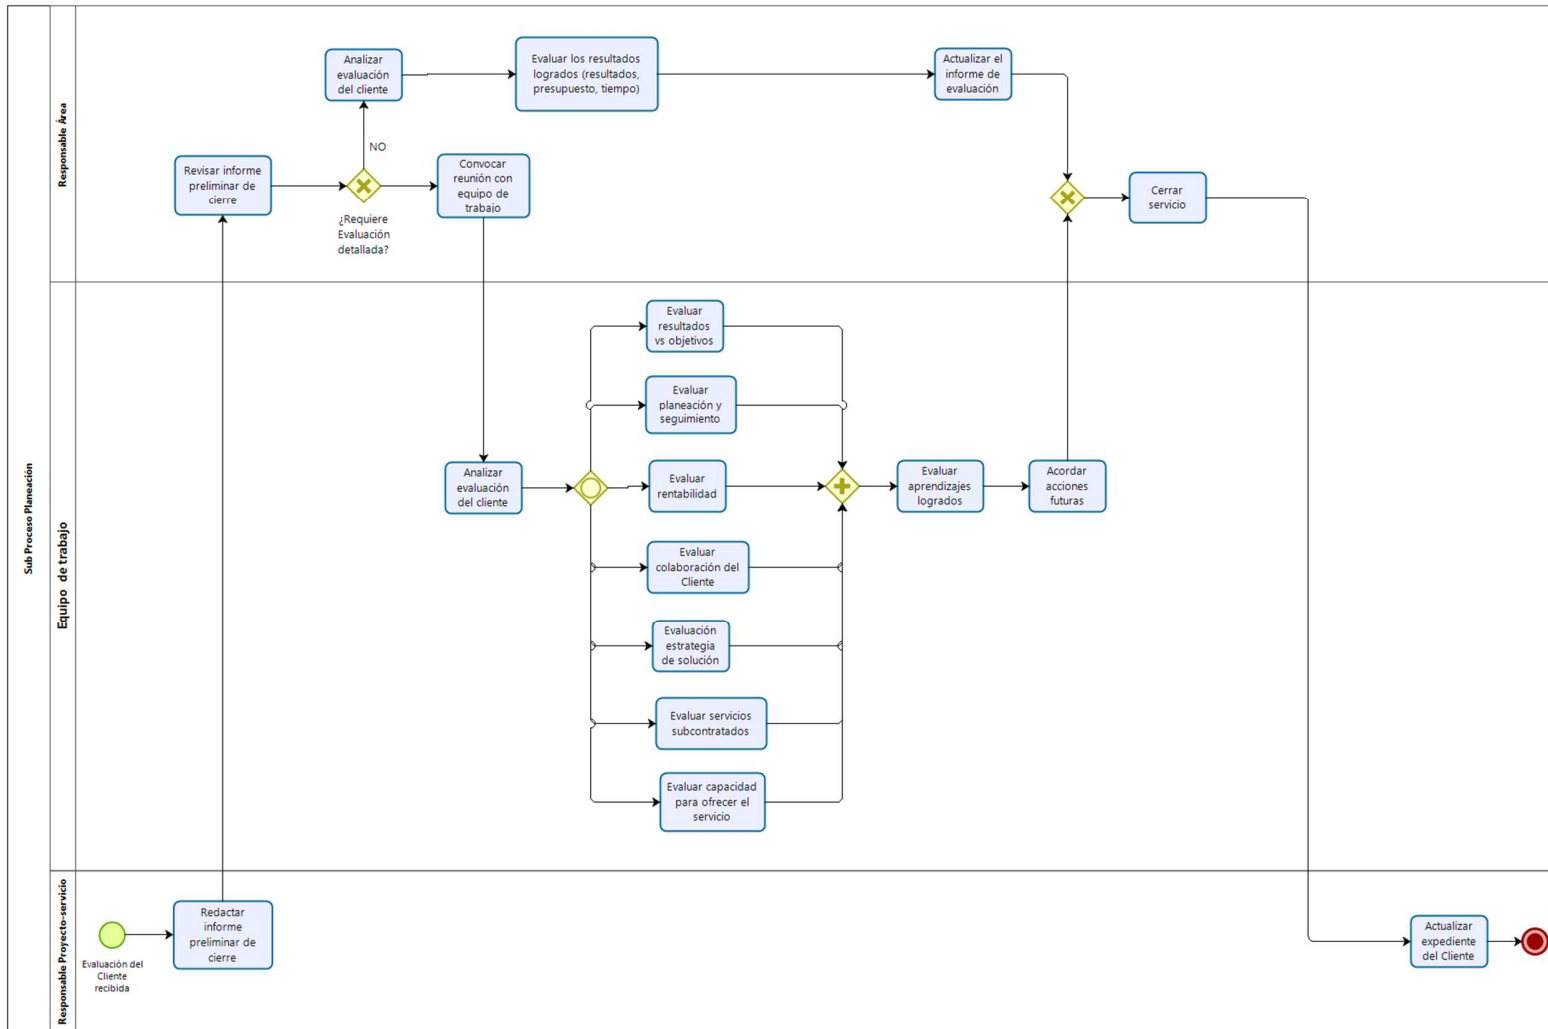 Sub Proceso Planeación
Responsable Área
Analizar
evaluación
del cliente
Evaluar los resultados
logrados (resultados,
presupuesto, tiempo)
Actualizar el
informe de
evaluación
NO
Revisar informe
preliminar de
cierre
¿Requiere
Evaluación
detallada?
Convocar
reunión con
equipo de
trabajo
Cerrar
servicio
Equipo de trabajo
Evaluar
resultados
vs objetivos
Evaluar
planeación y
seguimiento
Analizar
evaluación
del cliente
Evaluar
rentabilidad
Evaluar
aprendizajes
logrados
Acordar
acciones
futuras
Evaluar
colaboración del
Cliente
Evaluación
estrategia
de solución
Evaluar servicios
subcontratados
Evaluar capacidad
para ofrecer el
servicio
Responsable Proyecto-servicio
Evaluación del
Cliente
recibida
Redactar
informe
preliminar de
cierre
Actualizar
expediente
del Cliente